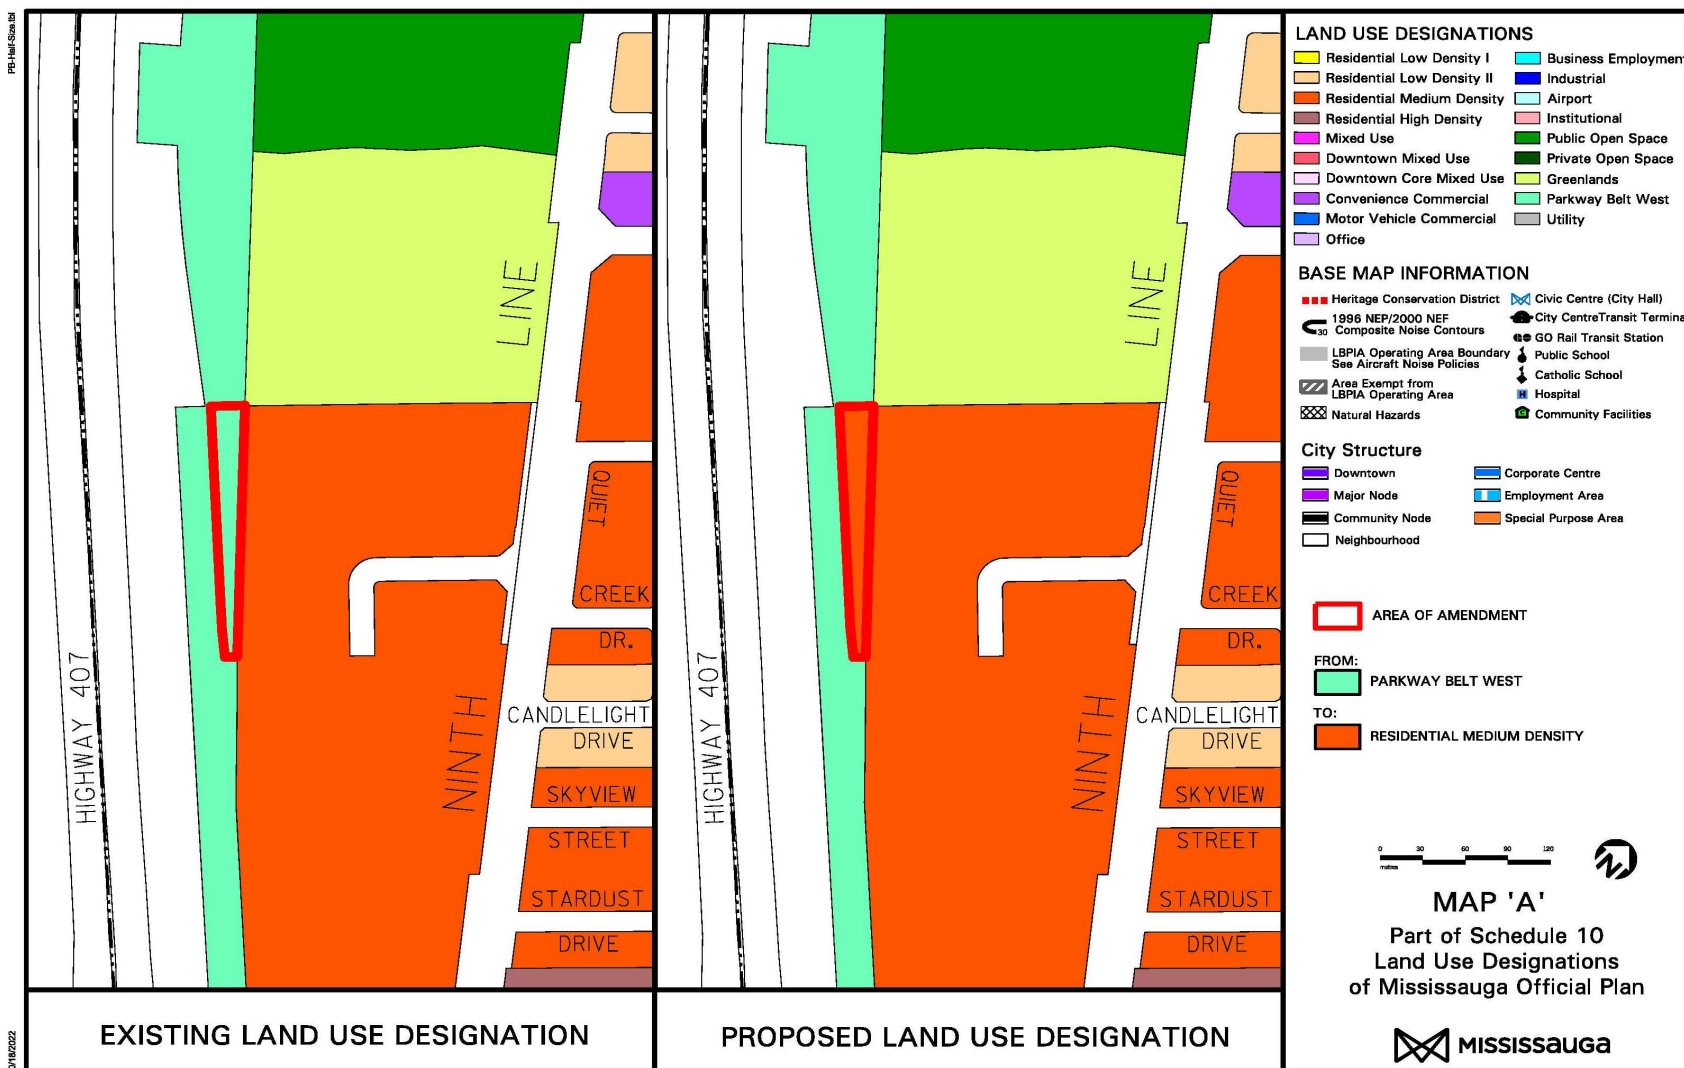 PB-Half-Size.tbl
LINE
QUIET
CREEK
DR.
HIGHWAY 407
NINTH
CANDLELIGHT
DRIVE
SKYVIEW
STREET
STARDUST
DRIVE
EXISTING LAND USE DESIGNATION
LINE
QUIET
CREEK
DR.
HIGHWAY 407
NINTH
CANDLELIGHT
DRIVE
SKYVIEW
STREET
STARDUST
DRIVE
PROPOSED LAND USE DESIGNATION
LAND USE DESIGNATIONS
Residential Low Density I
Residential Low Density II
Residential Medium Density
Residential High Density
Mixed Use
Downtown Mixed Use
Downtown Core Mixed Use
Convenience Commercial
Motor Vehicle Commercial
Office
Business Employment
Industrial
Airport
Institutional
Public Open Space
Private Open Space
Greenlands
Parkway Belt West
Utility
BASE MAP INFORMATION
Heritage Conservation District
30
1996 NEP/2000 NEF
Composite Noise Contours
LBPIA Operating Area Boundary
See Aircraft Noise Policies
Area Exempt from
LBPIA Operating Area
Natural Hazards
Civic Centre (City Hall)
City CentreTransit Termina
GO Rail Transit Station
Public School
Catholic School
H Hospital
Community Facilities
City Structure
Downtown
Major Node
Community Node
Neighbourhood
Corporate Centre
Employment Area
Special Purpose Area
AREA OF AMENDMENT
FROM:
PARKWAY BELT WEST
TO:
RESIDENTIAL MEDIUM DENSITY
0 30 60 90 120
metres
MAP 'A'
Part of Schedule 10
Land Use Designations
of Mississauga Official Plan
MISSISSAUGA